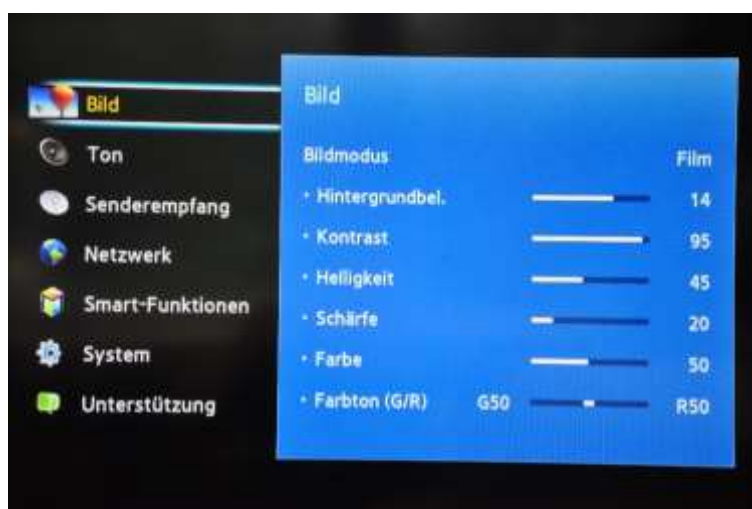 Bild
Ton
Senderempfang
Netzwerk
Smart-Funktionen
System
Unterstützung
Bild
Bildmodus Film
· Hintergrundbel. 14
· Kontrast 95
· Helligkeit 45
· Schärfe 20
· Farbe 50
· Farbton (G/R) G50 R50